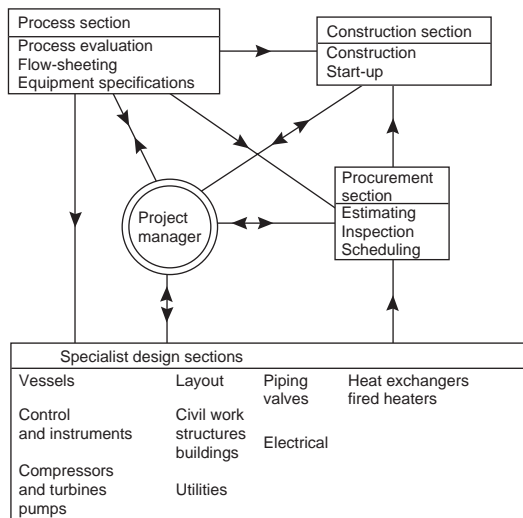 Process section
Process evaluation
Flow-sheeting
Equipment specifications
Construction section
Construction
Start-up
Procurement
section
Estimating
Inspection
Scheduling
Project
manager
Specialist design sections
Vessels
Control
and instruments
Compressors
and turbines
pumps
Layout
Civil work
structures
buildings
Utilities
Piping
valves
Electrical
Heat exchangers
fired heaters